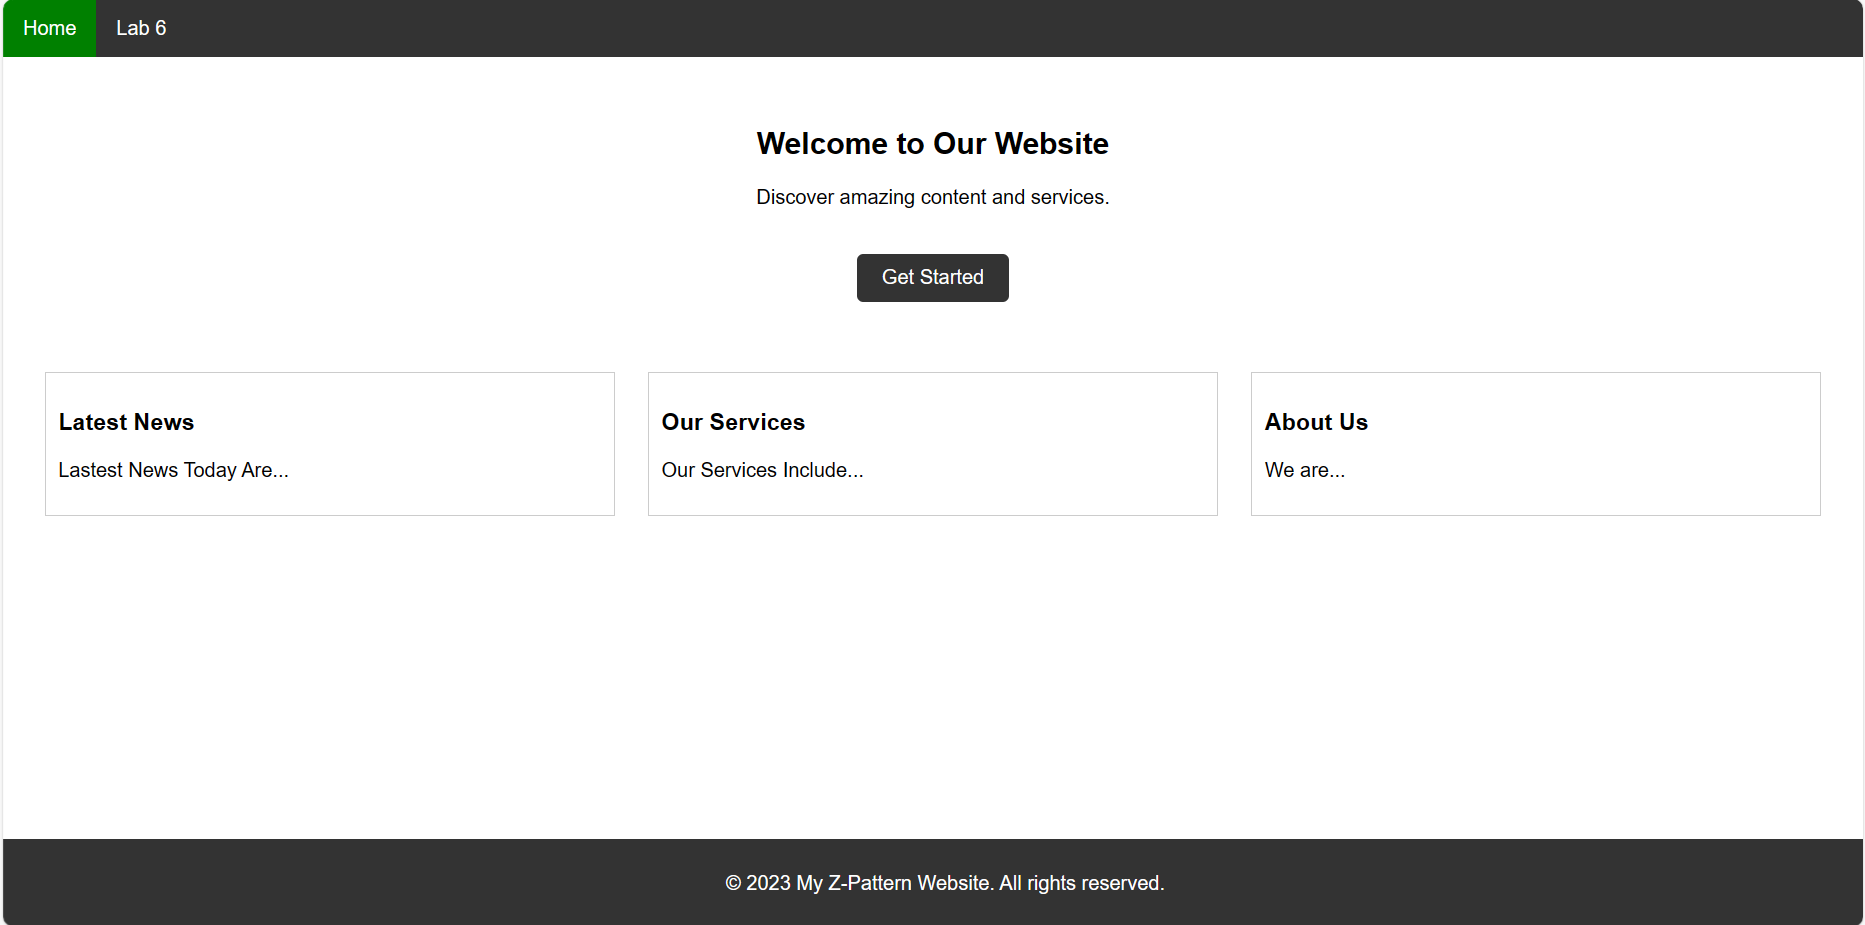 Home Lab 6
Welcome to Our Website
Discover amazing content and services.
Get Started
Latest News
Lastest News Today Are...
Our Services
Our Services Include...
About Us
We are...
© 2023 My Z-Pattern Website. All rights reserved.